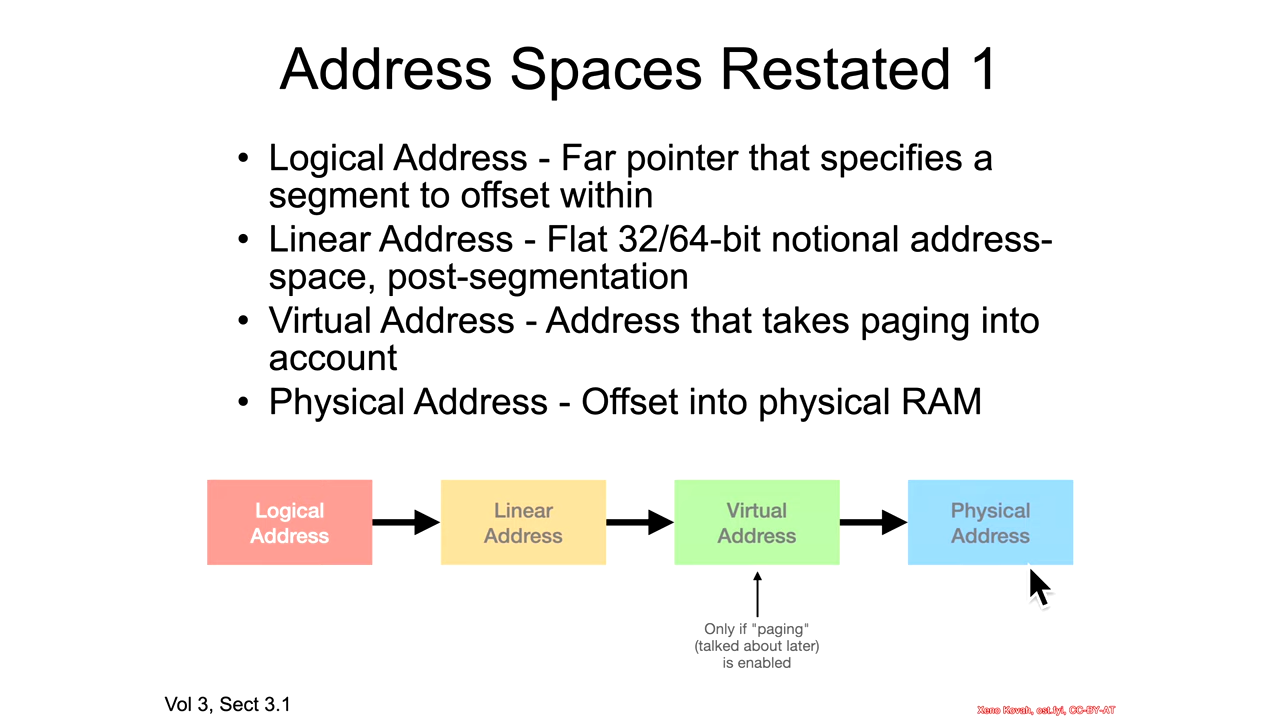 Address Spaces Restated 1
• Logical Address - Far pointer that specifies a
segment to offset within
• Linear Address - Flat 32/64-bit notional address-
space, post-segmentation
• Virtual Address - Address that takes paging into
account
• Physical Address - Offset into physical RAM
Logical
Address
Linear
Address
Virtual
Address
Physical
Address
Only if "paging"
(talked about later)
is enabled
Vol 3, Sect 3.1
Xeno Kovah, ost.fyi, CC-BY-AT